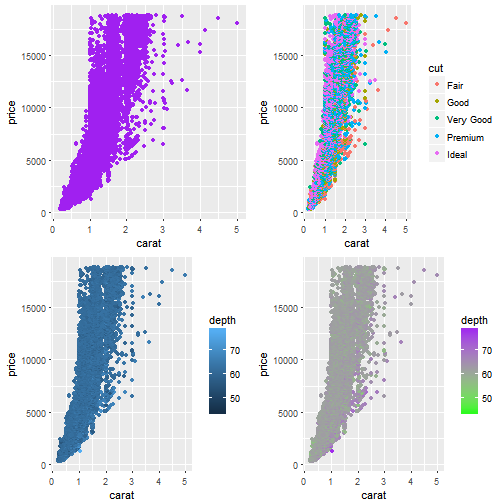 price
15000
10000
5000
0
0 1 2 3 4 5
carat
price
15000
10000
5000
0
0 1 2 3 4 5
carat
cut
Fair
Good
Very Good
Premium
Ideal
price
15000
10000
5000
0
0 1 2 3 4 5
carat
depth
70
60
50
price
15000
10000
5000
0
0 1 2 3 4 5
carat
depth
70
60
50